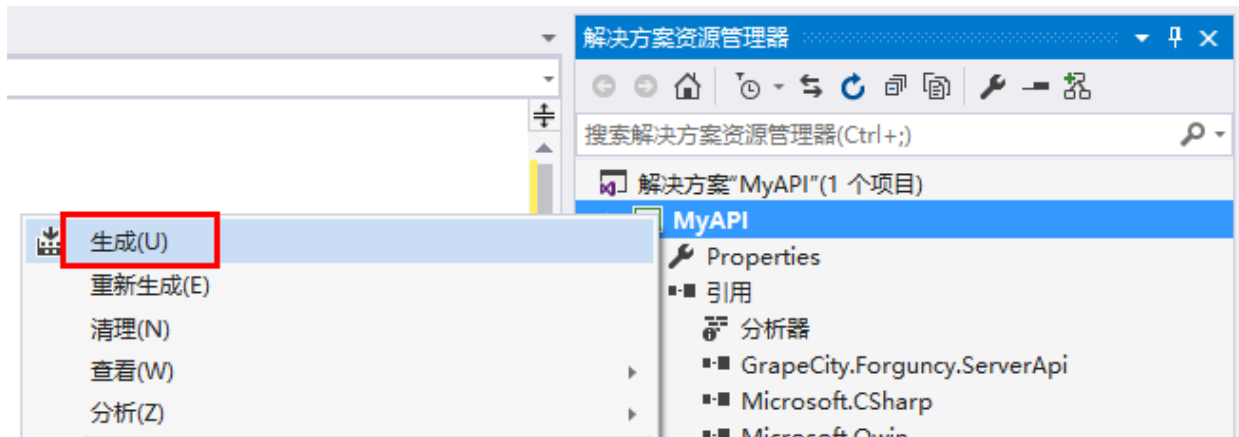 解决方案资源管理器
搜索解决方案资源管理器(Ctrl+;)
解决方案"MyAPI"(1 个项目)
MyAPI
Properties
引用
分析器
GrapeCity.Forguncy.ServerApi
Microsoft.CSharp
Microsoft.Owin
生成(U)
重新生成(E)
清理(N)
查看(W)
分析(Z)